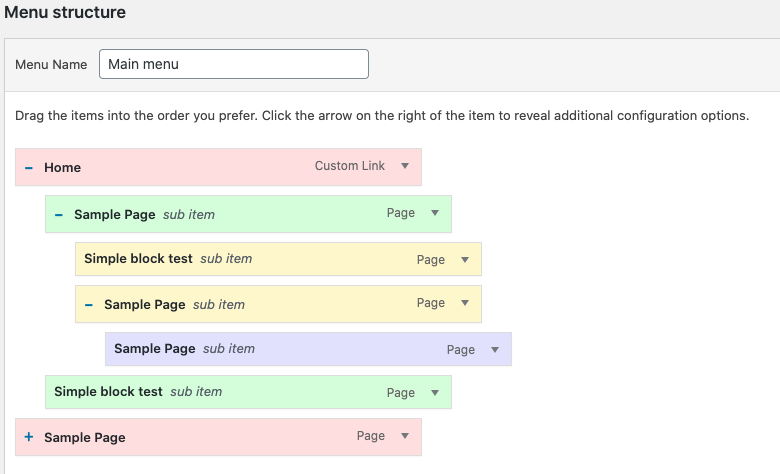 Menu structure
Menu Name Main menu
Drag the items into the order you prefer. Click the arrow on the right of the item to reveal additional configuration options.
− Home Custom Link ▼
− Sample Page sub item Page ▼
Simple block test sub item Page ▼
− Sample Page sub item Page ▼
Sample Page sub item Page ▼
Simple block test sub item Page ▼
+ Sample Page Page ▼